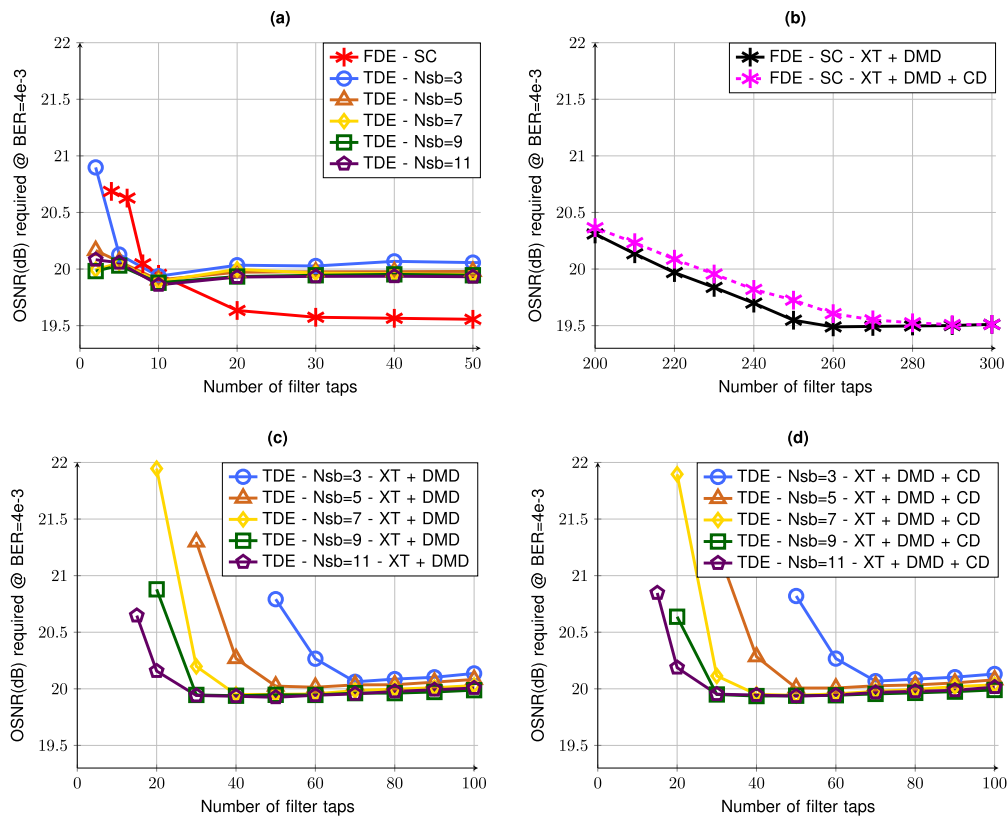 (a)
22
21.5
21
20.5
20
19.5
OSNR(dB) required @ BER=4e-3
FDE - SC
TDE - Nsb=3
TDE - Nsb=5
TDE - Nsb=7
TDE - Nsb=9
TDE - Nsb=11
0 10 20 30 40 50
Number of filter taps
(b)
22
21.5
21
20.5
20
19.5
OSNR(dB) required @ BER=4e-3
FDE - SC - XT + DMD
FDE - SC - XT + DMD + CD
200 220 240 260 280 300
Number of filter taps
(c)
22
21.5
21
20.5
20
19.5
OSNR(dB) required @ BER=4e-3
TDE - Nsb=3 - XT + DMD
TDE - Nsb=5 - XT + DMD
TDE - Nsb=7 - XT + DMD
TDE - Nsb=9 - XT + DMD
TDE - Nsb=11 - XT + DMD
0 20 40 60 80 100
Number of filter taps
(d)
22
21.5
21
20.5
20
19.5
OSNR(dB) required @ BER=4e-3
TDE - Nsb=3 - XT + DMD + CD
TDE - Nsb=5 - XT + DMD + CD
TDE - Nsb=7 - XT + DMD + CD
TDE - Nsb=9 - XT + DMD + CD
TDE - Nsb=11 - XT + DMD + CD
0 20 40 60 80 100
Number of filter taps